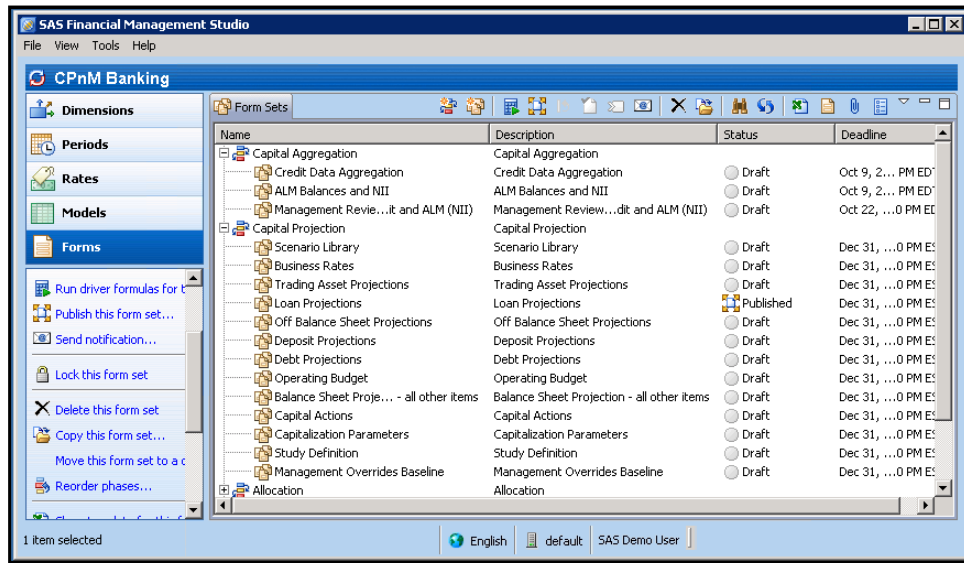 SAS Financial Management Studio
File View Tools Help
CPnM Banking
Dimensions
Periods
Rates
Models
Forms
Run driver formulas for t
Publish this form set...
Send notification...
Lock this form set
Delete this form set
Copy this form set...
Move this form set to a c
Reorder phases...
Form Sets
Name Description Status Deadline
Capital Aggregation Capital Aggregation
Credit Data Aggregation Credit Data Aggregation Draft Oct 9, 2... PM ED
ALM Balances and NII ALM Balances and NII Draft Oct 9, 2... PM ED
Management Revie...it and ALM (NII) Management Review...dit and ALM (NII) Draft Oct 22, ...0 PM ED
Capital Projection Capital Projection
Scenario Library Scenario Library Draft Dec 31, ...0 PM ES
Business Rates Business Rates Draft Dec 31, ...0 PM ES
Trading Asset Projections Trading Asset Projections Draft Dec 31, ...0 PM ES
Loan Projections Loan Projections Published Dec 31, ...0 PM ES
Off Balance Sheet Projections Off Balance Sheet Projections Draft Dec 31, ...0 PM ES
Deposit Projections Deposit Projections Draft Dec 31, ...0 PM ES
Debt Projections Debt Projections Draft Dec 31, ...0 PM ES
Operating Budget Operating Budget Draft Dec 31, ...0 PM ES
Balance Sheet Proje... - all other items Balance Sheet Projection - all other items Draft Dec 31, ...0 PM ES
Capital Actions Capital Actions Draft Dec 31, ...0 PM ES
Capitalization Parameters Capitalization Parameters Draft Dec 31, ...0 PM ES
Study Definition Study Definition Draft Dec 31, ...0 PM ES
Management Overrides Baseline Management Overrides Baseline Draft Dec 31, ...0 PM ES
Allocation Allocation
1 item selected English default SAS Demo User